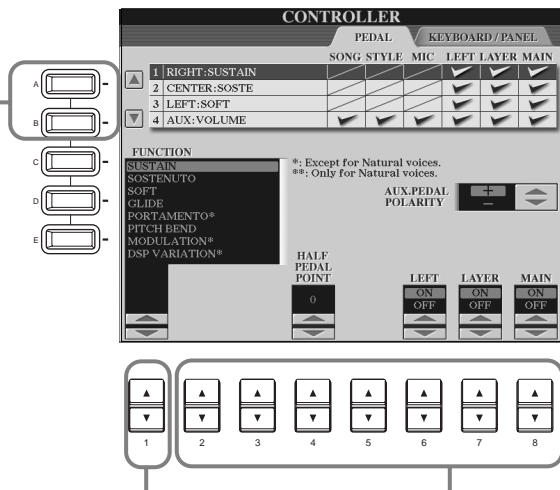 CONTROLLER
PEDAL KEYBOARD / PANEL
SONG STYLE MIC LEFT LAYER MAIN
1 RIGHT:SUSTAIN
2 CENTER:SOSTE
3 LEFT:SOFT
4 AUX:VOLUME
A
B
C
D
E
FUNCTION
SUSTAIN
SOSTENUTO
SOFT
GLIDE
PORTAMENTO*
PITCH BEND
MODULATION*
DSP VARIATION*
*: Except for Natural voices.
**: Only for Natural voices.
AUX.PEDAL
POLARITY
+
−
HALF
PEDAL
POINT
0
LEFT LAYER MAIN
ON ON ON
OFF OFF OFF
1 2 3 4 5 6 7 8